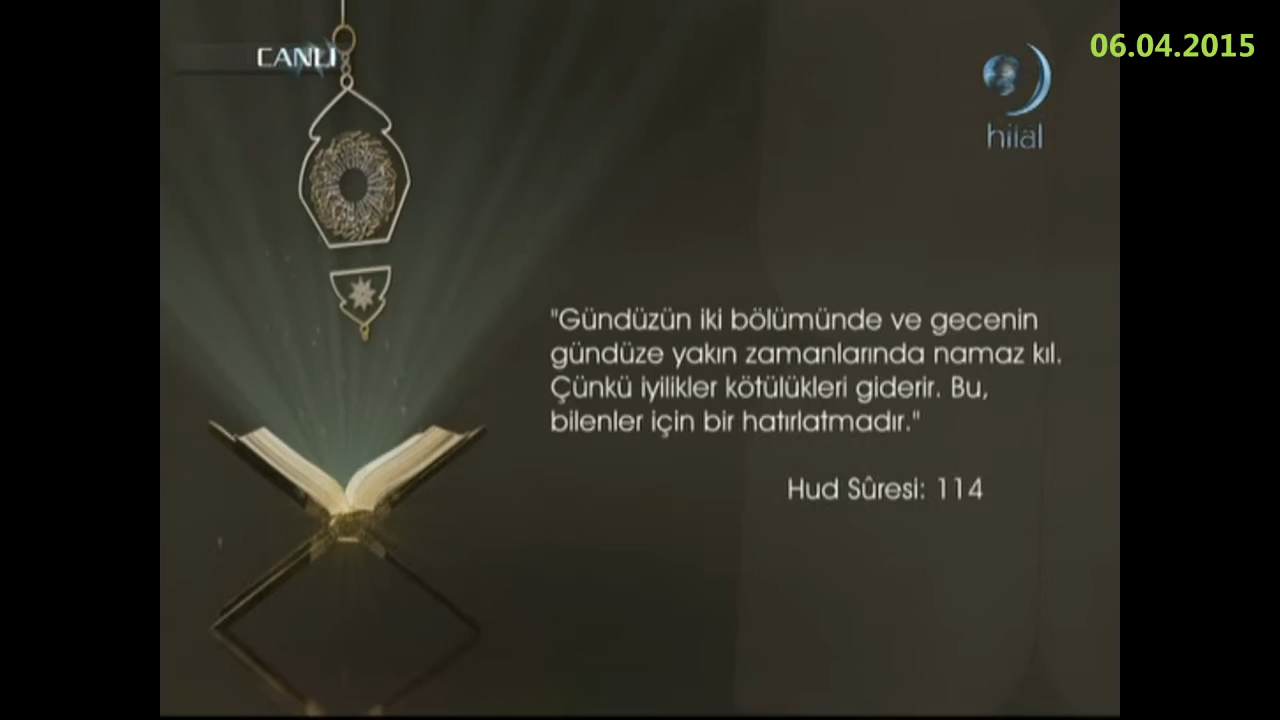 CANLI
06.04.2015
hilal
"Gündüzün iki bölümünde ve gecenin
gündüze yakın zamanlarında namaz kıl.
Çünkü iyilikler kötülükleri giderir. Bu,
bilenler için bir hatırlatmadır."
Hud Sûresi: 114